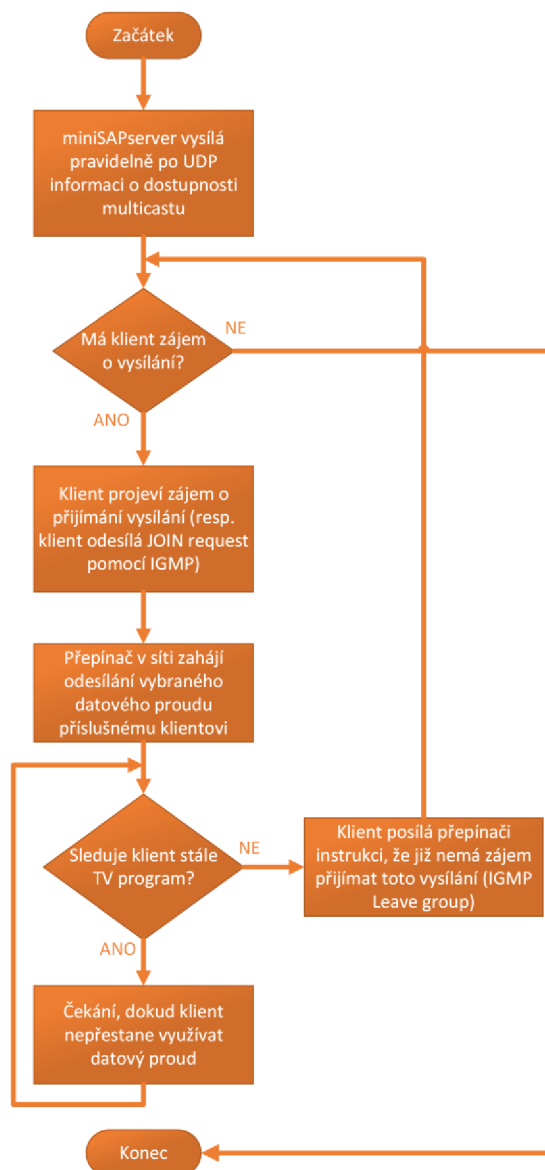 Začátek
miniSAPserver vysílá
pravidelně po UDP
informaci o dostupnosti
multicastu
Má klient zájem
o vysílání?
NE
ANO
Klient projeví zájem o
přijímání vysílání (resp.
klient odesílá JOIN request
pomocí IGMP)
Přepínač v síti zahájí
odesílání vybraného
datového proudu
příslušnému klientovi
Sleduje klient stále
TV program?
NE
Klient posílá přepínači
instrukci, že již nemá zájem
přijímat toto vysílání (IGMP
Leave group)
ANO
Čekání, dokud klient
nepřestane využívat
datový proud
Konec